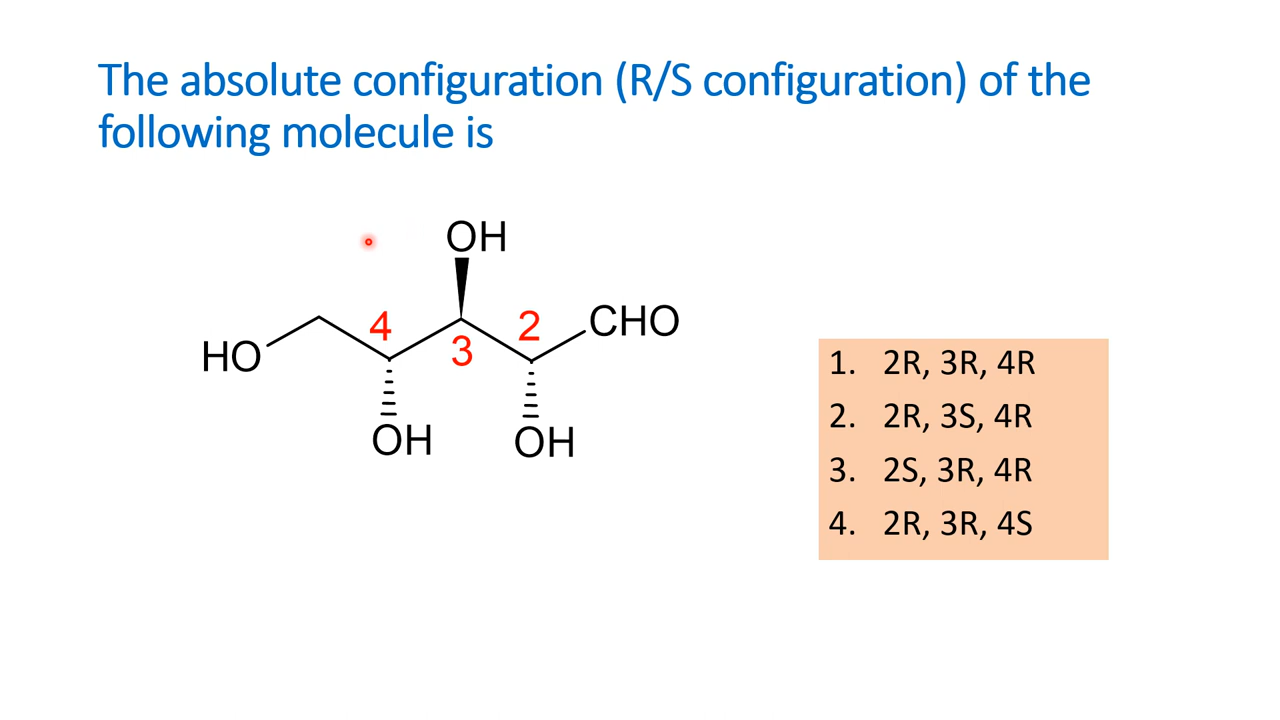 The absolute configuration (R/S configuration) of the
following molecule is
OH
4
2
CHO
HO
3
OH
OH
1. 2R, 3R, 4R
2. 2R, 3S, 4R
3. 2S, 3R, 4R
4. 2R, 3R, 4S